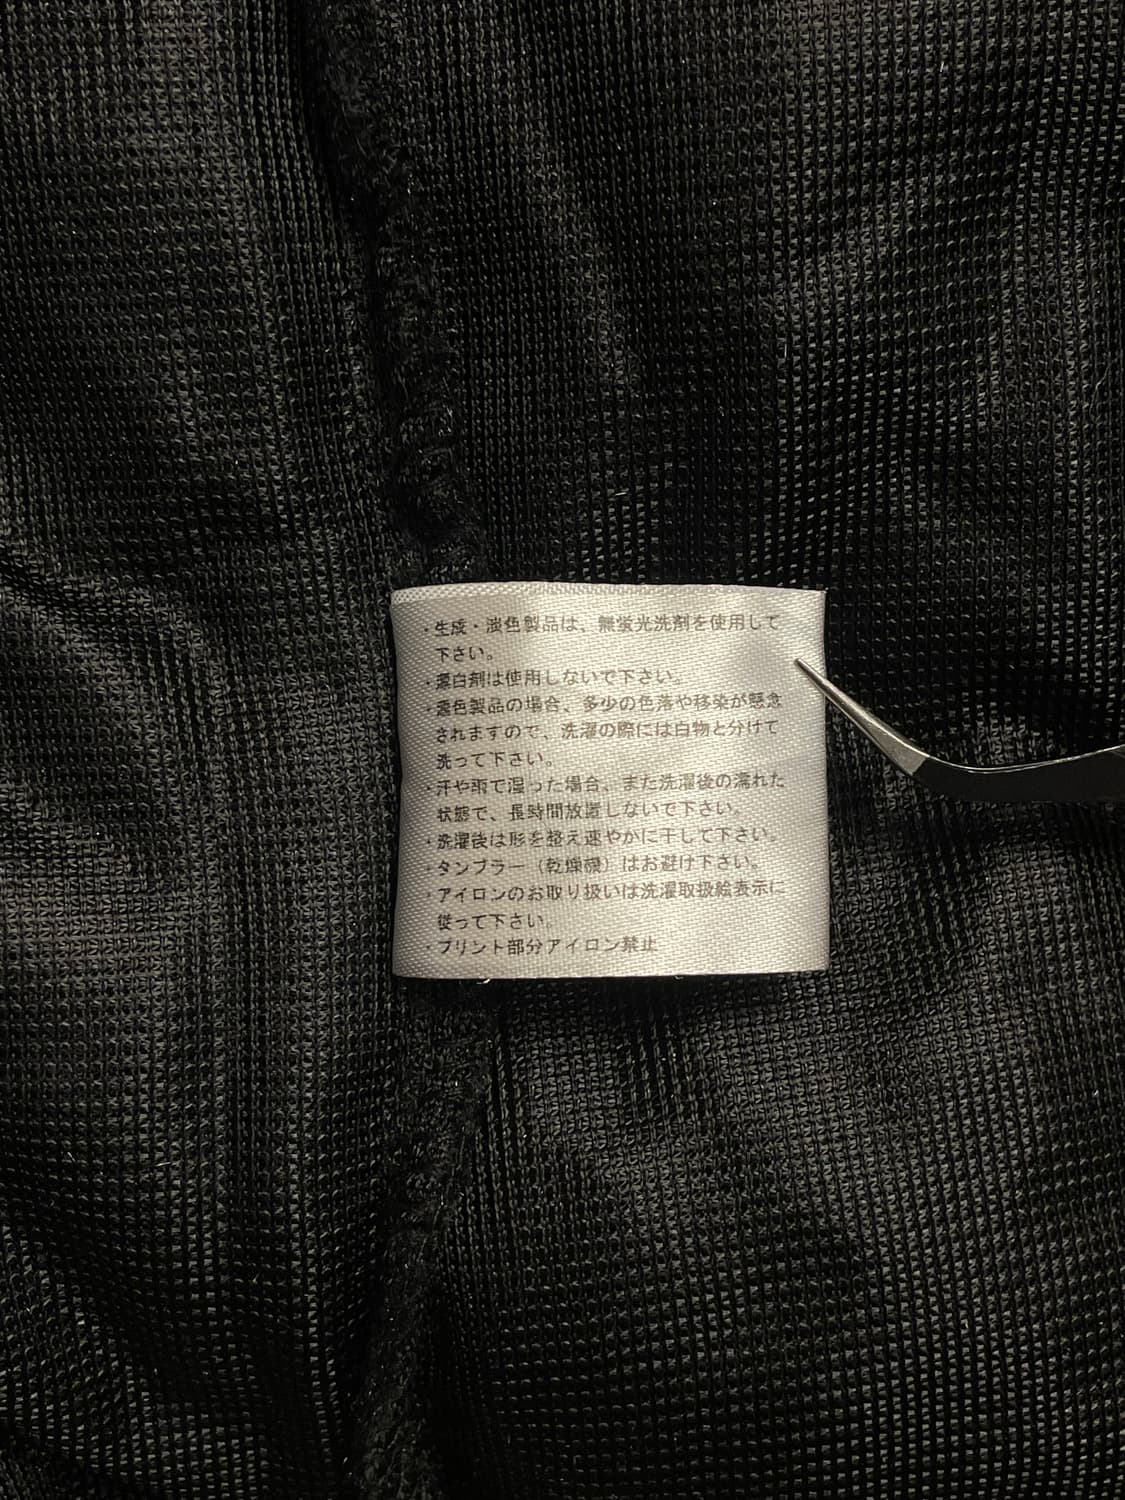 ・生成・淡色製品は、無蛍光洗剤を使用して
下さい。
・漂白剤は使用しないで下さい。
・濃色製品の場合、多少の色落や移染が懸念
されますので、洗濯の際には白物と分けて
洗って下さい。
・汗や雨で湿った場合、また洗濯後の濡れた
状態で、長時間放置しないで下さい。
・洗濯後は形を整え速やかに干して下さい。
・タンブラー（乾燥機）はお避け下さい。
・アイロンのお取り扱いは洗濯取扱絵表示に
従って下さい。
・プリント部分アイロン禁止